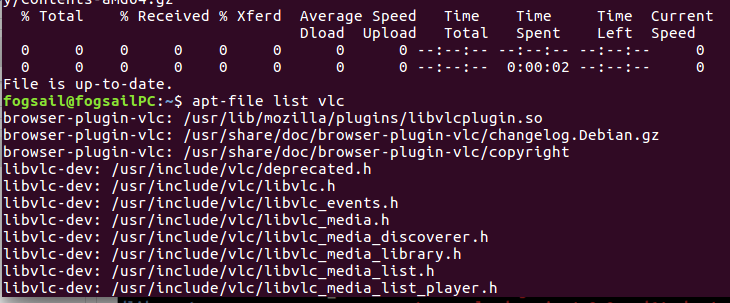 y/Contents-amd64.gz
  % Total    % Received % Xferd  Average Speed   Time    Time     Time  Current
                                 Dload  Upload   Total   Spent    Left  Speed
  0     0    0     0    0     0      0      0 --:--:-- --:--:-- --:--:--     0
  0     0    0     0    0     0      0      0 --:--:--  0:00:02 --:--:--     0
File is up-to-date.
fogsail@fogsailPC:~$ apt-file list vlc
browser-plugin-vlc: /usr/lib/mozilla/plugins/libvlcplugin.so
browser-plugin-vlc: /usr/share/doc/browser-plugin-vlc/changelog.Debian.gz
browser-plugin-vlc: /usr/share/doc/browser-plugin-vlc/copyright
libvlc-dev: /usr/include/vlc/deprecated.h
libvlc-dev: /usr/include/vlc/libvlc.h
libvlc-dev: /usr/include/vlc/libvlc_events.h
libvlc-dev: /usr/include/vlc/libvlc_media.h
libvlc-dev: /usr/include/vlc/libvlc_media_discoverer.h
libvlc-dev: /usr/include/vlc/libvlc_media_library.h
libvlc-dev: /usr/include/vlc/libvlc_media_list.h
libvlc-dev: /usr/include/vlc/libvlc_media_list_player.h